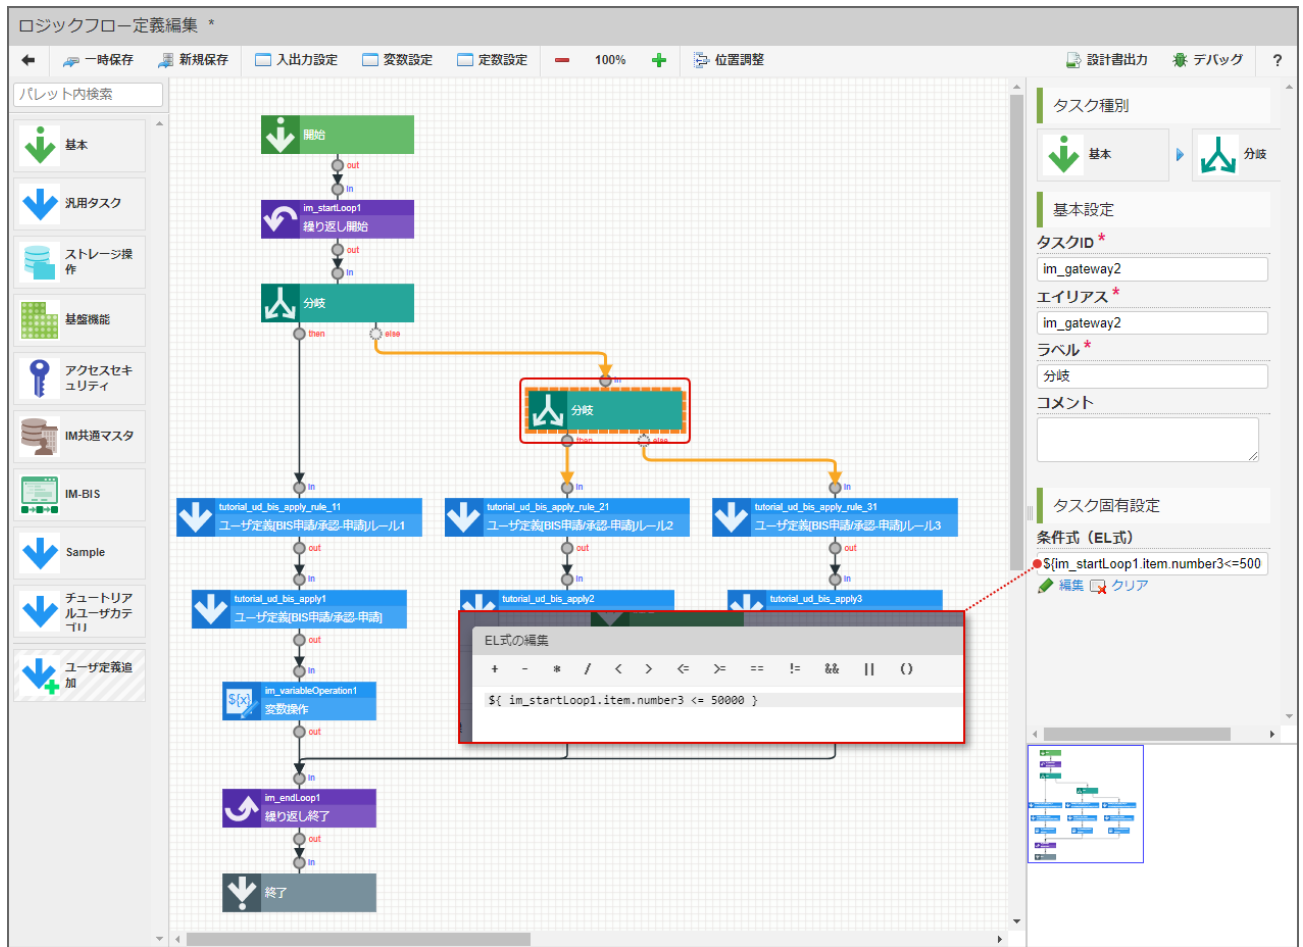 ロジックフロー定義編集 *
一時保存 新規保存 入出力設定 変数設定 定数設定 100% 位置調整 設計書出力 デバッグ ?
パレット内検索
基本
汎用タスク
ストレージ操
作
基盤機能
アクセスセキ
ュリティ
IM共通マスタ
IM-BIS
Sample
チュートリア
ルユーザカテ
ゴリ
ユーザ定義追
加
開始
out
in
im_startLoop1
繰り返し開始
out
in
分岐
then else
in
分岐
then else
in in in
tutorial_ud_bis_apply_rule_11
ユーザ定義[BIS申請/承認-申請]ルール1
tutorial_ud_bis_apply_rule_21
ユーザ定義[BIS申請/承認-申請]ルール2
tutorial_ud_bis_apply_rule_31
ユーザ定義[BIS申請/承認-申請]ルール3
out out out
in in in
tutorial_ud_bis_apply1
ユーザ定義[BIS申請/承認-申請]
tutorial_ud_bis_apply2
tutorial_ud_bis_apply3
out
in
${x}
im_variableOperation1
変数操作
out
in
im_endLoop1
繰り返し終了
out
in
終了
EL式の編集
+ - * / < > <= >= == != && || ()
${ im_startLoop1.item.number3 <= 50000 }
タスク種別
基本 分岐
基本設定
タスクID *
im_gateway2
エイリアス *
im_gateway2
ラベル *
分岐
コメント
タスク固有設定
条件式（EL式）
${im_startLoop1.item.number3<=500
編集 クリア